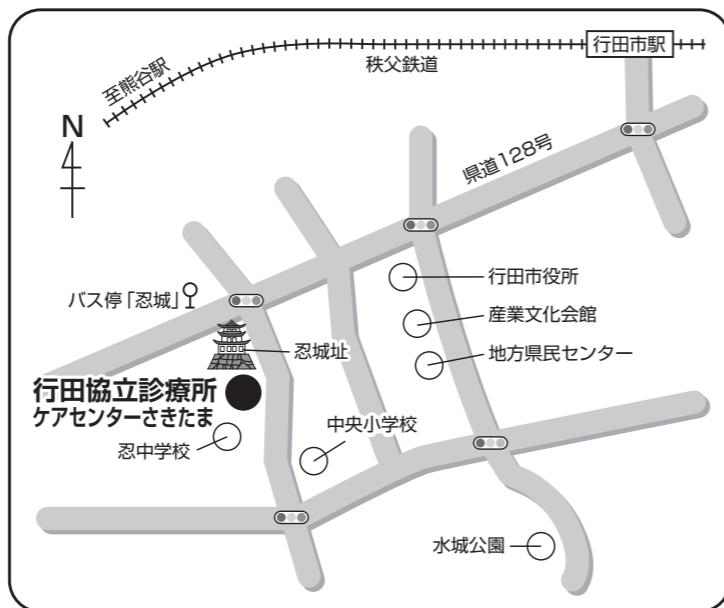 行田市駅
秩父鉄道
至熊谷駅
N
県道128号
バス停「忍城」
行田市役所
産業文化会館
地方県民センター
忍城址
行田協立診療所
ケアセンターさきたま
忍中学校
中央小学校
水城公園